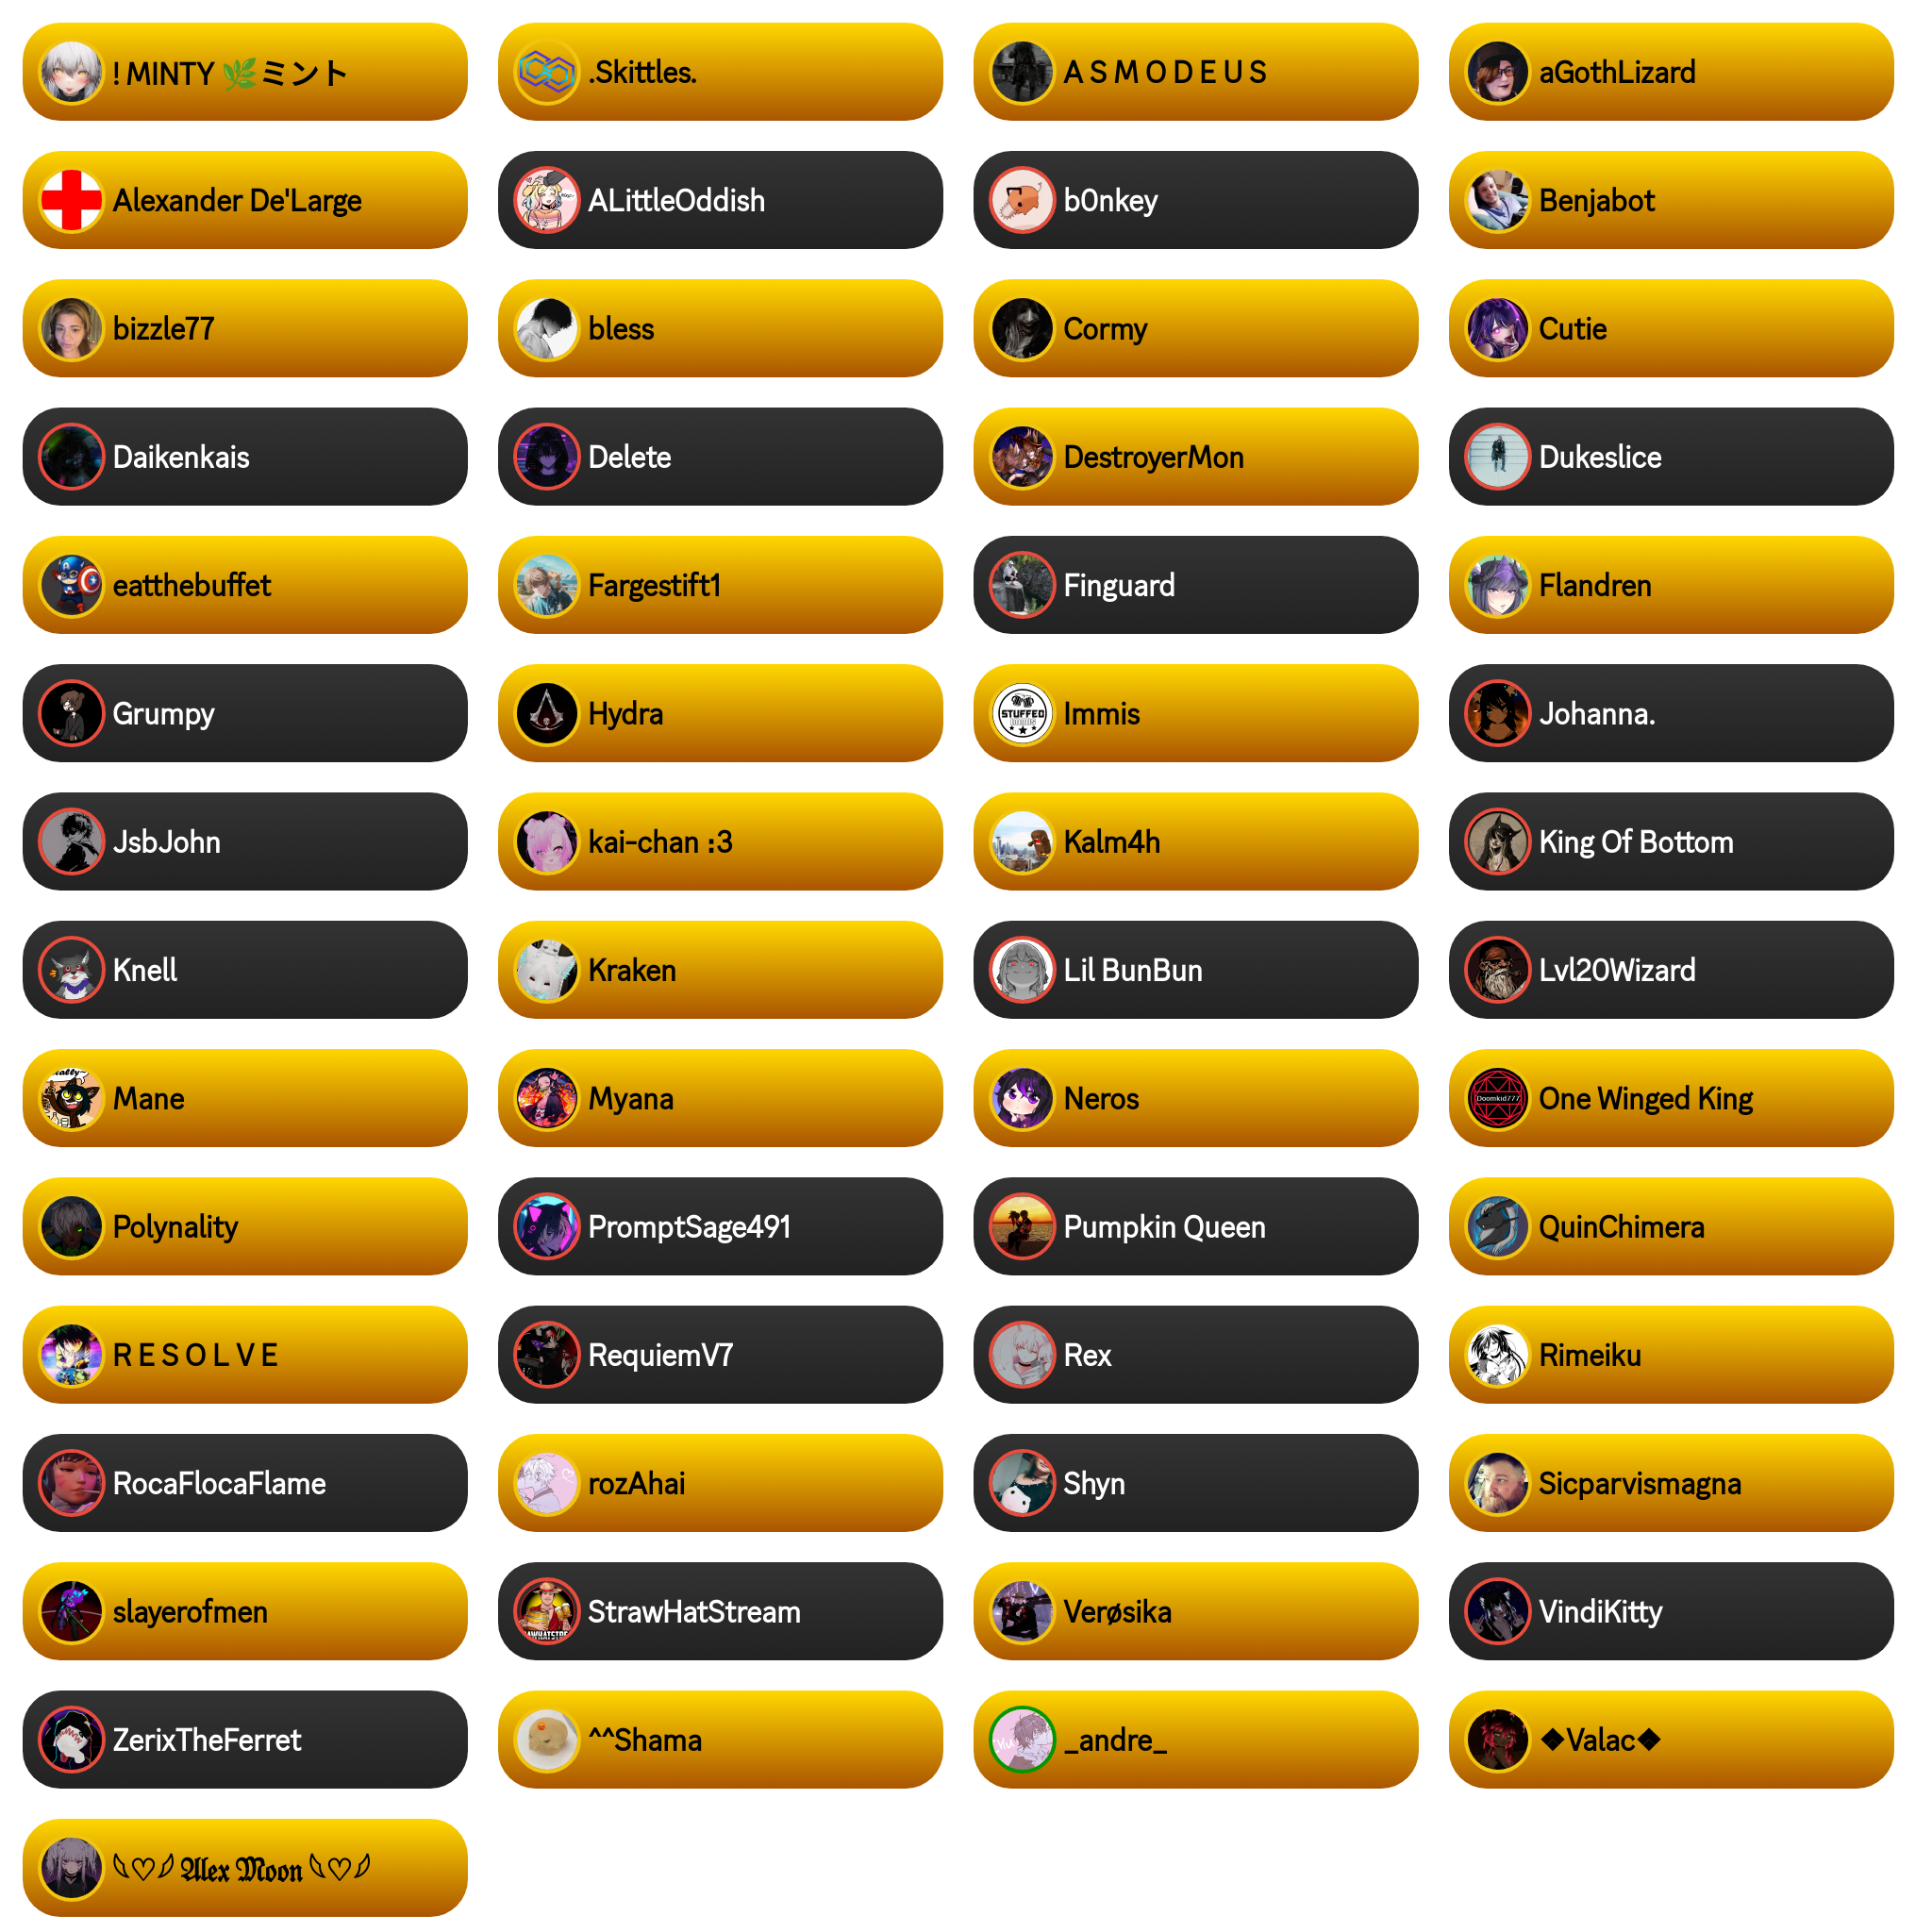 ! MINTY 🌿ミント
.Skittles.
A S M O D E U S
aGothLizard
Alexander De'Large
ALittleOddish
b0nkey
Benjabot
bizzle77
bless
Cormy
Cutie
Daikenkais
Delete
DestroyerMon
Dukeslice
eatthebuffet
Fargestift1
Finguard
Flandren
Grumpy
Hydra
STUFFED
Immis
Johanna.
JsbJohn
kai-chan :3
Kalm4h
King Of Bottom
Knell
Kraken
Lil BunBun
Lvl20Wizard
Mane
Myana
Neros
Doomkid777
One Winged King
Polynality
PromptSage491
Pumpkin Queen
QuinChimera
R E S O L V E
RequiemV7
Rex
Rimeiku
RocaFlocaFlame
rozAhai
Shyn
Sicparvismagna
slayerofmen
StrawHatStream
Verøsika
VindiKitty
ZerixTheFerret
^^Shama
_andre_
❖Valac❖
𓆩♡𓆪 𝕬𝖑𝖊𝖝 𝕸𝖔𝖔𝖓 𓆩♡𓆪